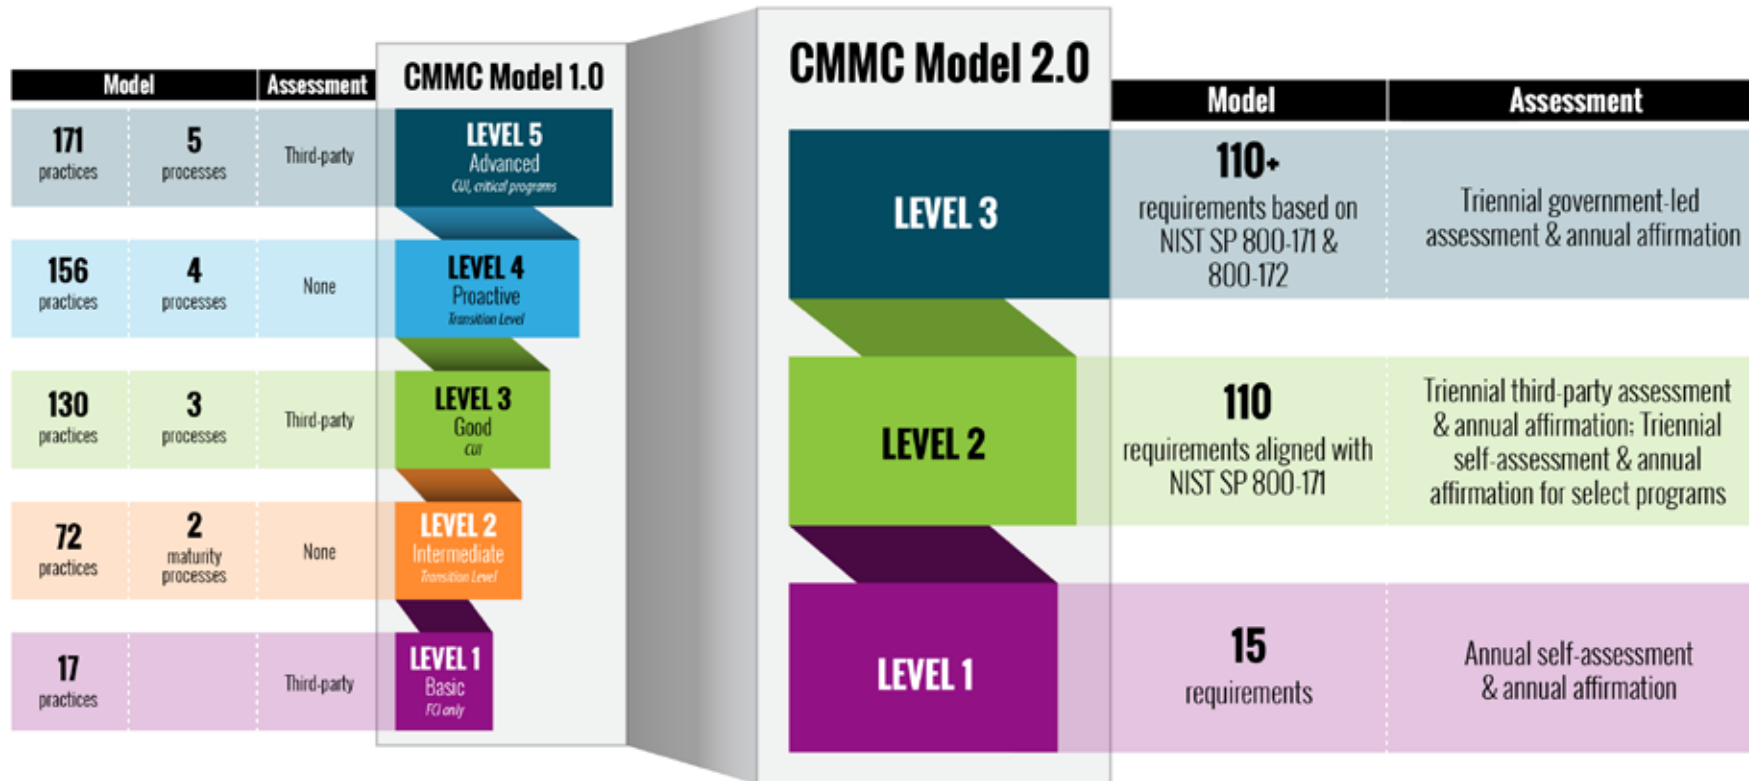 Model
Assessment
CMMC Model 1.0
171
practices
5
processes
Third-party
LEVEL 5
Advanced
CUI, critical programs
156
practices
4
processes
None
LEVEL 4
Proactive
Transition Level
130
practices
3
processes
Third-party
LEVEL 3
Good
CUI
72
practices
2
maturity
processes
None
LEVEL 2
Intermediate
Transition Level
17
practices
Third-party
LEVEL 1
Basic
FCI only
CMMC Model 2.0
Model
Assessment
LEVEL 3
110+
requirements based on
NIST SP 800-171 &
800-172
Triennial government-led
assessment & annual affirmation
LEVEL 2
110
requirements aligned with
NIST SP 800-171
Triennial third-party assessment
& annual affirmation; Triennial
self-assessment & annual
affirmation for select programs
LEVEL 1
15
requirements
Annual self-assessment
& annual affirmation